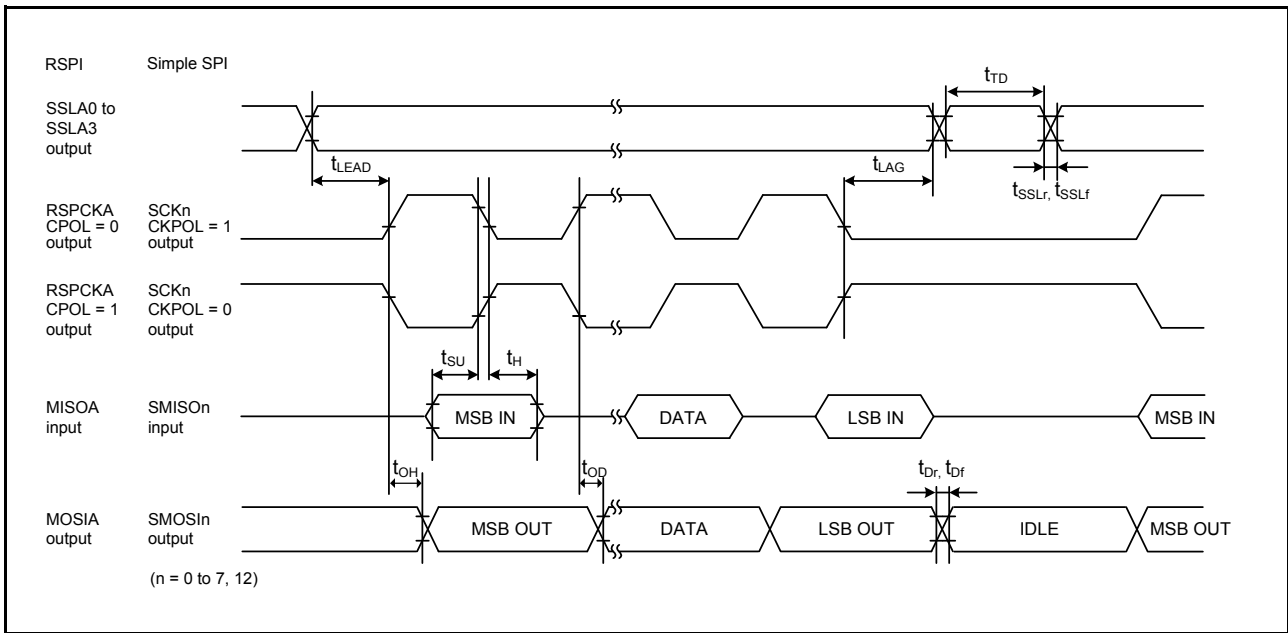 RSPI Simple SPI
tTD
SSLA0 to
SSLA3
output
tLEAD
tLAG
tSSLr, tSSLf
RSPCKA SCKn
CPOL = 0 CKPOL = 1
output output
RSPCKA SCKn
CPOL = 1 CKPOL = 0
output output
tSU tH
MISOA SMISOn
input input
MSB IN DATA LSB IN MSB IN
tOH tOD tDr, tDf
MOSIA SMOSIn
output output
MSB OUT DATA LSB OUT IDLE MSB OUT
(n = 0 to 7, 12)